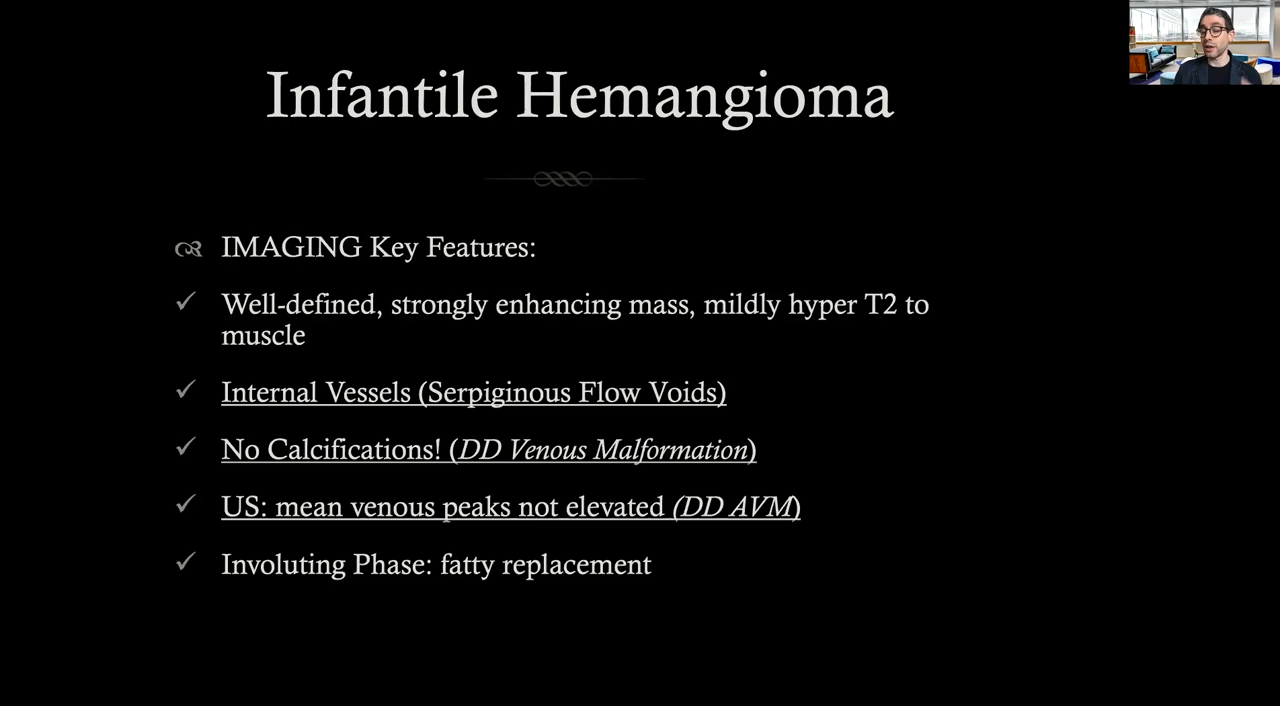 Infantile Hemangioma
IMAGING Key Features:
Well-defined, strongly enhancing mass, mildly hyper T2 to
muscle
Internal Vessels (Serpiginous Flow Voids)
No Calcifications! (DD Venous Malformation)
US: mean venous peaks not elevated (DD AVM)
Involuting Phase: fatty replacement